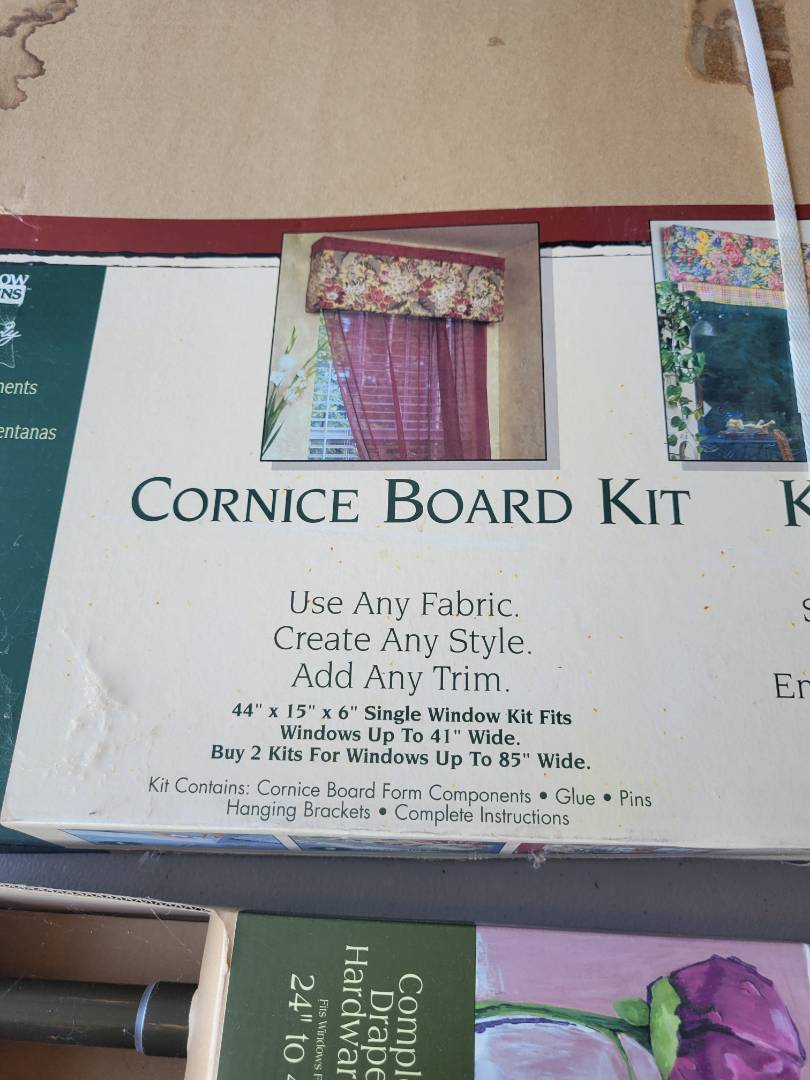 CORNICE BOARD KIT
Use Any Fabric.
Create Any Style.
Add Any Trim.
44" x 15" x 6" Single Window Kit Fits
Windows Up To 41" Wide.
Buy 2 Kits For Windows Up To 85" Wide.
Kit Contains: Cornice Board Form Components • Glue • Pins
Hanging Brackets • Complete Instructions
24" to